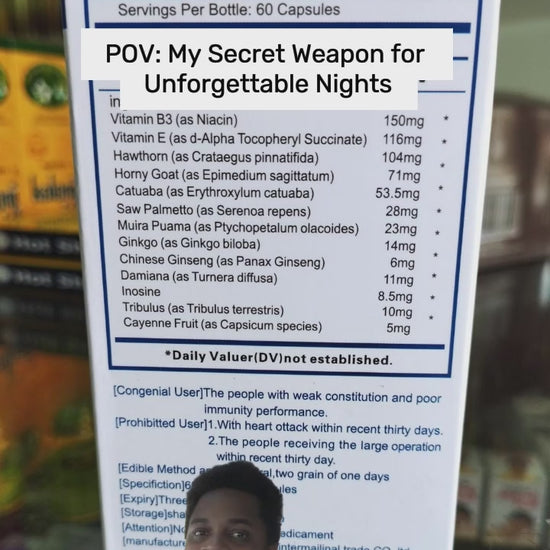 Servings Per Bottle: 60 Capsules
POV: My Secret Weapon for
Unforgettable Nights
Vitamin B3 (as Niacin) 150mg *
Vitamin E (as d-Alpha Tocopheryl Succinate) 116mg *
Hawthorn (as Crataegus pinnatifida) 104mg *
Horny Goat (as Epimedium sagittatum) 71mg *
Catuaba (as Erythroxylum catuaba) 53.5mg *
Saw Palmetto (as Serenoa repens) 28mg *
Muira Puama (as Ptychopetalum olacoides) 23mg *
Ginkgo (as Ginkgo biloba) 14mg *
Chinese Ginseng (as Panax Ginseng) 6mg *
Damiana (as Turnera diffusa) 11mg *
Inosine 8.5mg *
Tribulus (as Tribulus terrestris) 10mg *
Cayenne Fruit (as Capsicum species) 5mg
*Daily Valuer(DV)not established.
[Congenial User]The people with weak constitution and poor
immunity performance.
[Prohibitted User]1.With heart ottack within recent thirty days.
2.The people receiving the large operation
within recent thirty day.
[Edible Method two grain of one days
[Specifiction]
[Expiry]Three
[Storage]
[Attention]
trade